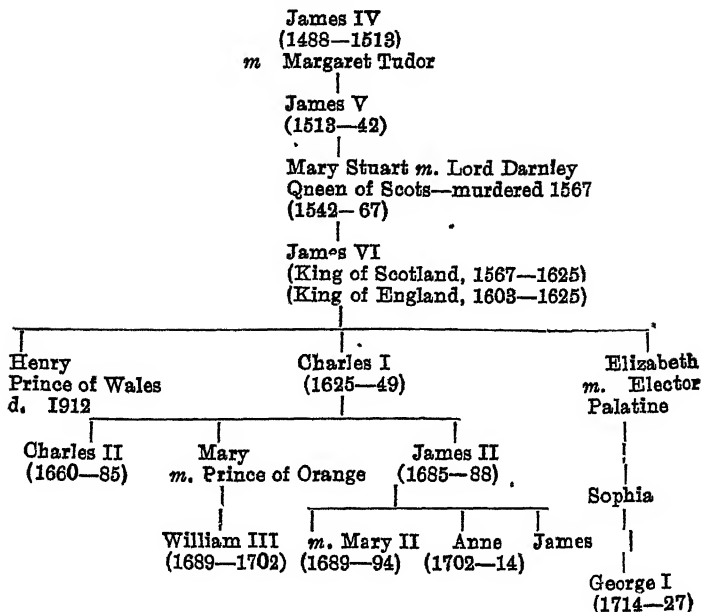 James IV
(1488—1513)
m Margaret Tudor
James V
(1513—42)
Mary Stuart m. Lord Darnley
Queen of Scots—murdered 1567
(1542–67)
James VI
(King of Scotland, 1567—1625)
(King of England, 1603—1625)
Henry Charles I Elizabeth
Prince of Wales (1625—49) m. Elector
d. 1912 Palatine
Charles II Mary James II
(1660—85) m. Prince of Orange (1685—88)
Sophia
William III m. Mary II Anne James
(1689—1702) (1689—94) (1702—14)
George I
(1714—27)